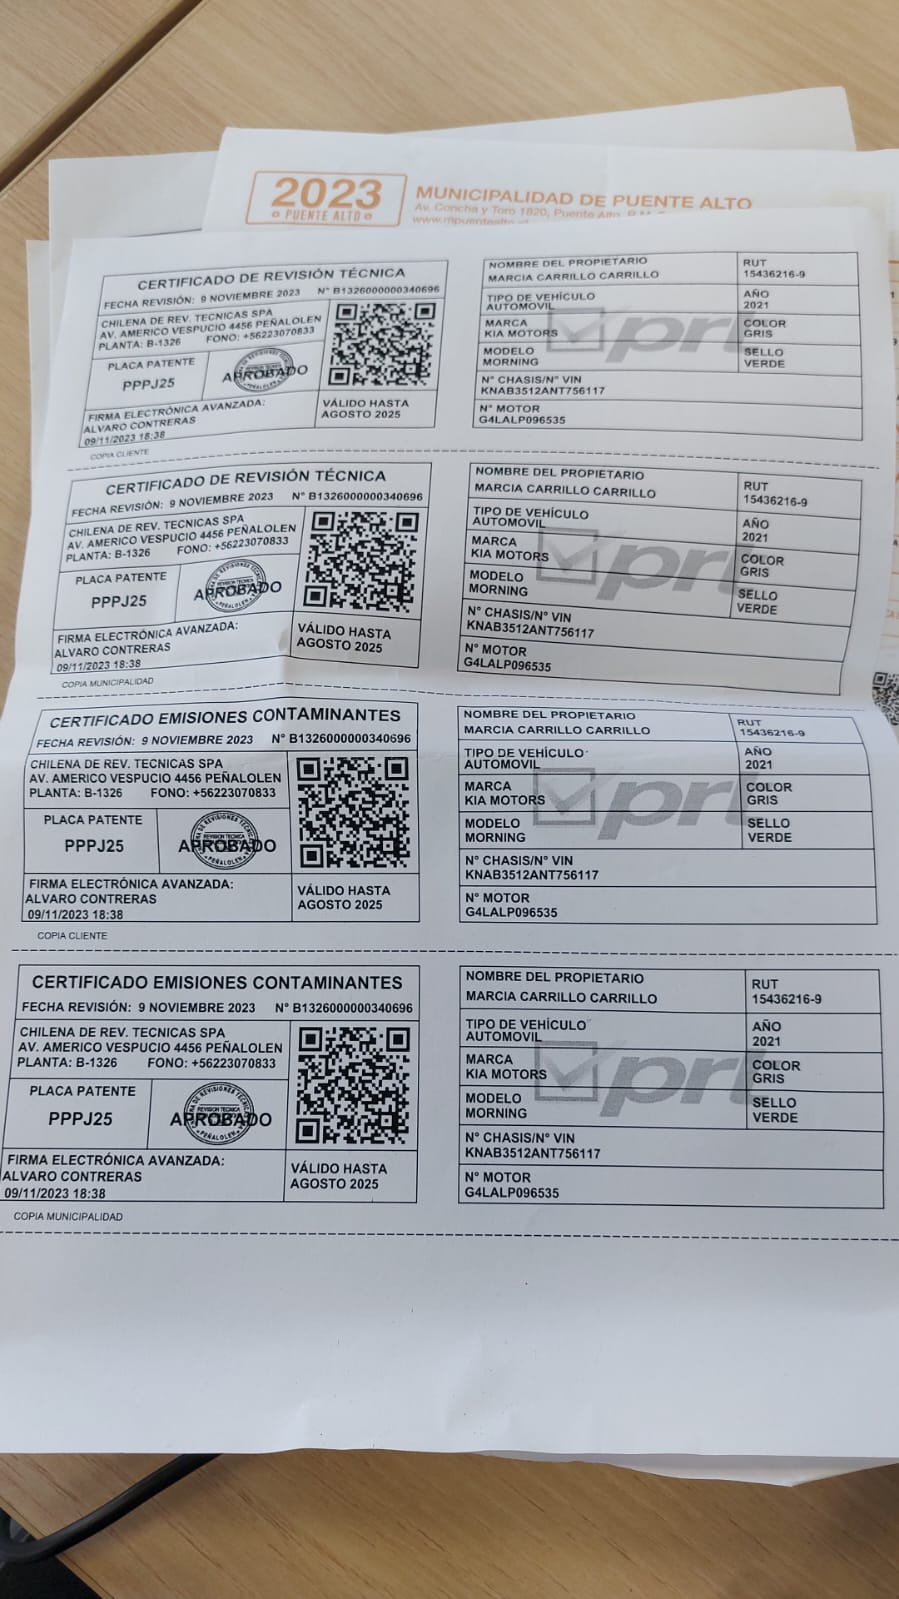 2023
PUENTE ALTO
MUNICIPALIDAD DE PUENTE ALTO
Av. Concha y Toro 1820, Puente Alto,
CERTIFICADO DE REVISIÓN TÉCNICA
FECHA REVISIÓN: 9 NOVIEMBRE 2023 N° B1326000000340696
CHILENA DE REV. TECNICAS SPA
AV. AMERICO VESPUCIO 4456 PEÑALOLEN
PLANTA: B-1326 FONO: +56223070833
PLACA PATENTE
PPPJ25
APROBADO
FIRMA ELECTRÓNICA AVANZADA:
ALVARO CONTRERAS
09/11/2023 18:38
VÁLIDO HASTA
AGOSTO 2025
COPIA CLIENTE
NOMBRE DEL PROPIETARIO
MARCIA CARRILLO CARRILLO
RUT
15436216-9
TIPO DE VEHÍCULO
AUTOMOVIL
AÑO
2021
MARCA
KIA MOTORS
COLOR
GRIS
MODELO
MORNING
SELLO
VERDE
N° CHASIS/N° VIN
KNAB3512ANT756117
N° MOTOR
G4LALP096535
prt
CERTIFICADO DE REVISIÓN TÉCNICA
FECHA REVISIÓN: 9 NOVIEMBRE 2023 N° B1326000000340696
CHILENA DE REV. TECNICAS SPA
AV. AMERICO VESPUCIO 4456 PEÑALOLEN
PLANTA: B-1326 FONO: +56223070833
PLACA PATENTE
PPPJ25
APROBADO
FIRMA ELECTRÓNICA AVANZADA:
ALVARO CONTRERAS
09/11/2023 18:38
VÁLIDO HASTA
AGOSTO 2025
COPIA MUNICIPALIDAD
NOMBRE DEL PROPIETARIO
MARCIA CARRILLO CARRILLO
RUT
15436216-9
TIPO DE VEHÍCULO
AUTOMOVIL
AÑO
2021
MARCA
KIA MOTORS
COLOR
GRIS
MODELO
MORNING
SELLO
VERDE
N° CHASIS/N° VIN
KNAB3512ANT756117
N° MOTOR
G4LALP096535
prt
CERTIFICADO EMISIONES CONTAMINANTES
FECHA REVISIÓN: 9 NOVIEMBRE 2023 N° B1326000000340696
CHILENA DE REV. TECNICAS SPA
AV. AMERICO VESPUCIO 4456 PEÑALOLEN
PLANTA: B-1326 FONO: +56223070833
PLACA PATENTE
PPPJ25
APROBADO
FIRMA ELECTRÓNICA AVANZADA:
ALVARO CONTRERAS
09/11/2023 18:38
VÁLIDO HASTA
AGOSTO 2025
COPIA CLIENTE
NOMBRE DEL PROPIETARIO
MARCIA CARRILLO CARRILLO
RUT
15436216-9
TIPO DE VEHÍCULO
AUTOMOVIL
AÑO
2021
MARCA
KIA MOTORS
COLOR
GRIS
MODELO
MORNING
SELLO
VERDE
N° CHASIS/N° VIN
KNAB3512ANT756117
N° MOTOR
G4LALP096535
prt
CERTIFICADO EMISIONES CONTAMINANTES
FECHA REVISIÓN: 9 NOVIEMBRE 2023 N° B1326000000340696
CHILENA DE REV. TECNICAS SPA
AV. AMERICO VESPUCIO 4456 PEÑALOLEN
PLANTA: B-1326 FONO: +56223070833
PLACA PATENTE
PPPJ25
APROBADO
FIRMA ELECTRÓNICA AVANZADA:
ALVARO CONTRERAS
09/11/2023 18:38
VÁLIDO HASTA
AGOSTO 2025
COPIA MUNICIPALIDAD
NOMBRE DEL PROPIETARIO
MARCIA CARRILLO CARRILLO
RUT
15436216-9
TIPO DE VEHÍCULO
AUTOMOVIL
AÑO
2021
MARCA
KIA MOTORS
COLOR
GRIS
MODELO
MORNING
SELLO
VERDE
N° CHASIS/N° VIN
KNAB3512ANT756117
N° MOTOR
G4LALP096535
prt